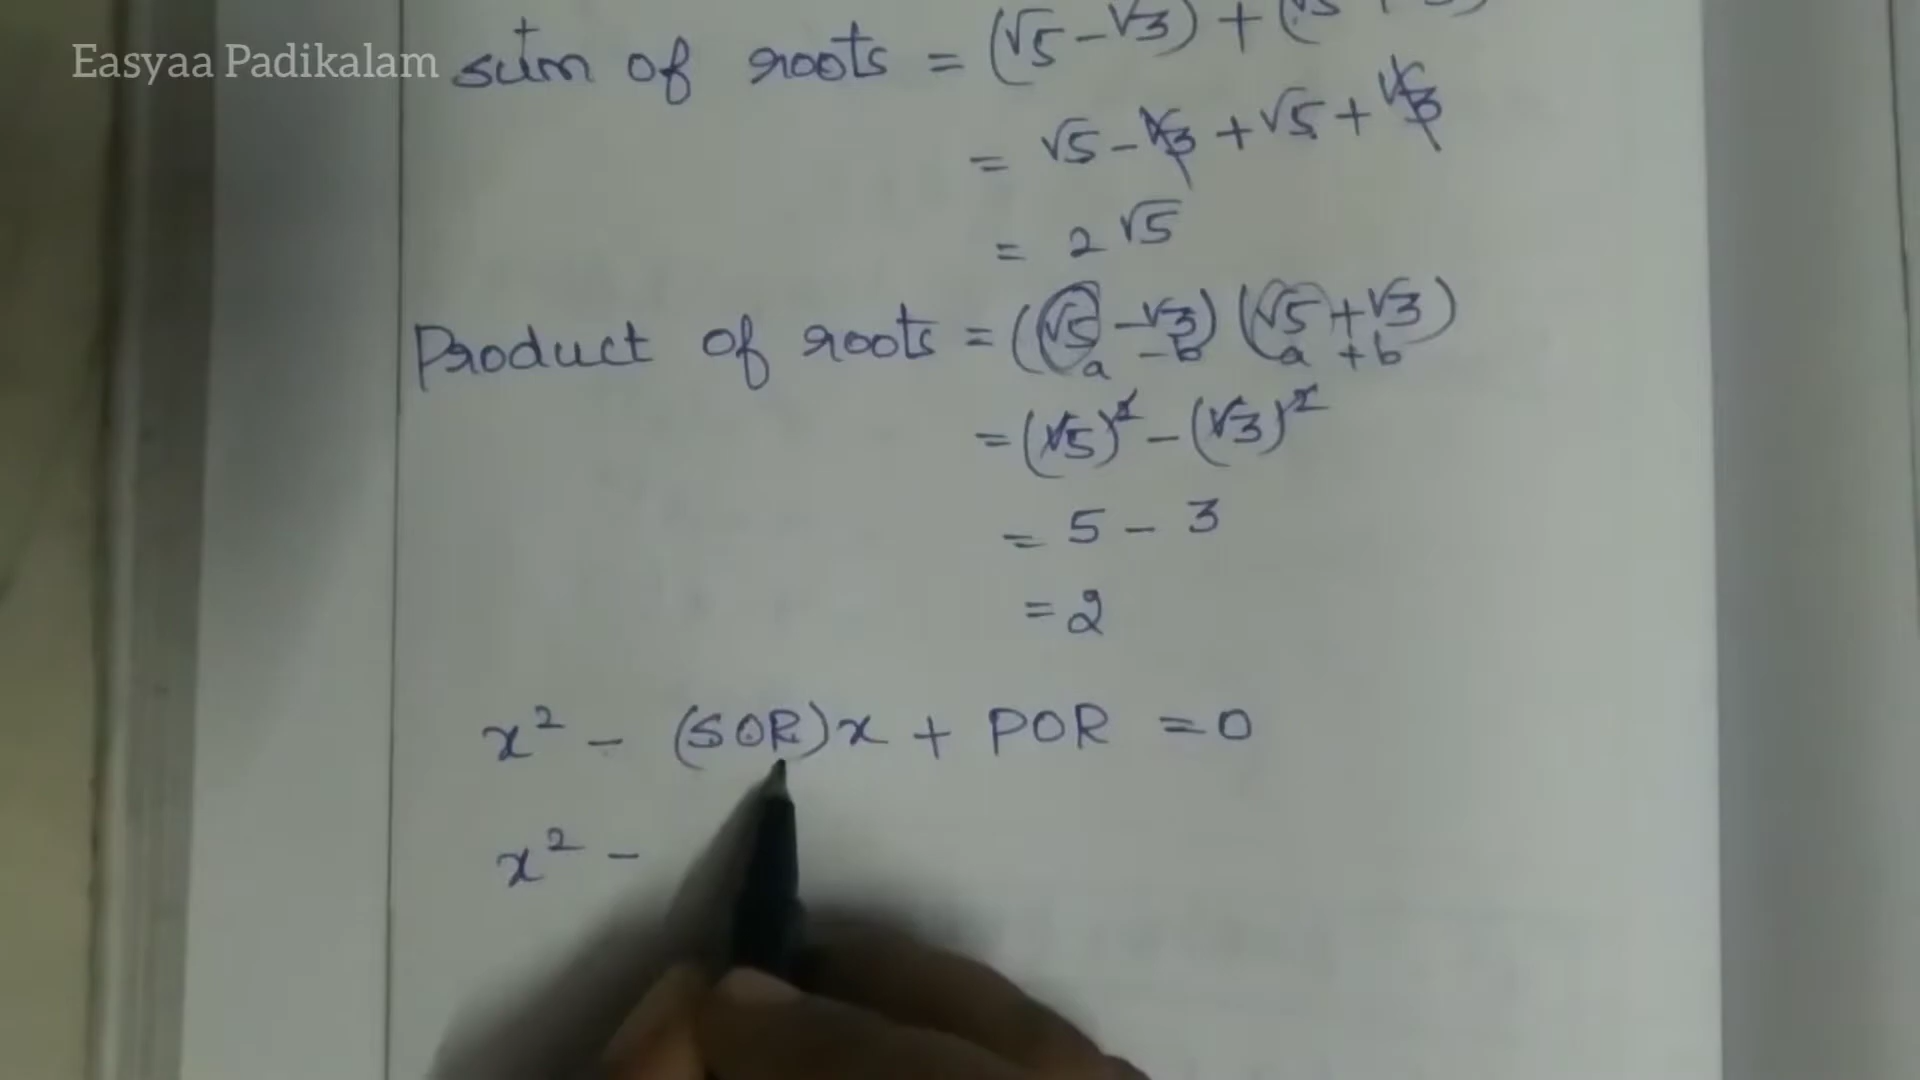 Easyaa Padikalam
sum of roots = (√5 - √3) + (√5
= √5 - √3 + √5 + √3
= 2√5
Product of roots = (√5 - √3) (√5 + √3)
a - b a + b
= (√5)² - (√3)²
= 5 - 3
= 2
x² - (SOR)x + POR = 0
x² -